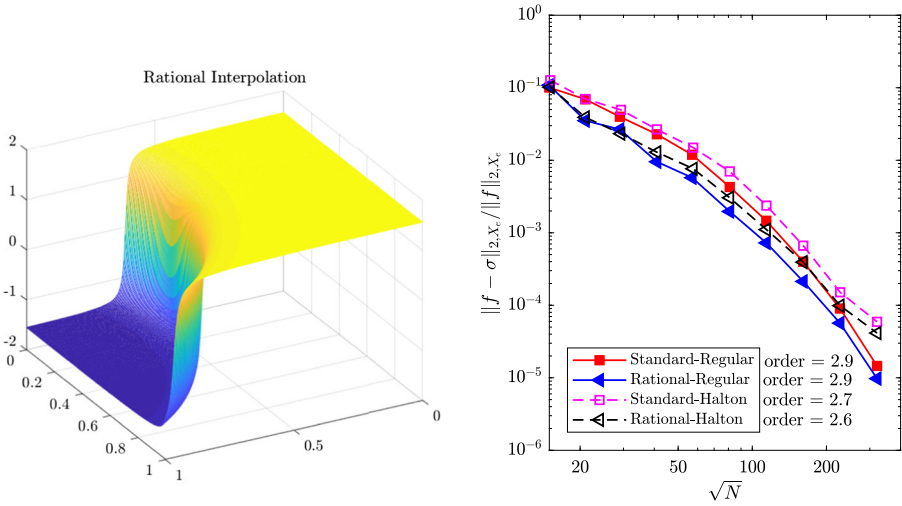 Rational Interpolation
2
1
0
-1
-2
0
0.2
0.4
0.6
0.8
1
1
0.5
0
10^0
10^{-1}
10^{-2}
10^{-3}
10^{-4}
10^{-5}
10^{-6}
||f − σ||_{2,X_e}/||f||_{2,X_e}
Standard-Regular order = 2.9
Rational-Regular order = 2.9
Standard-Halton order = 2.7
Rational-Halton order = 2.6
20 50 100 200
√N